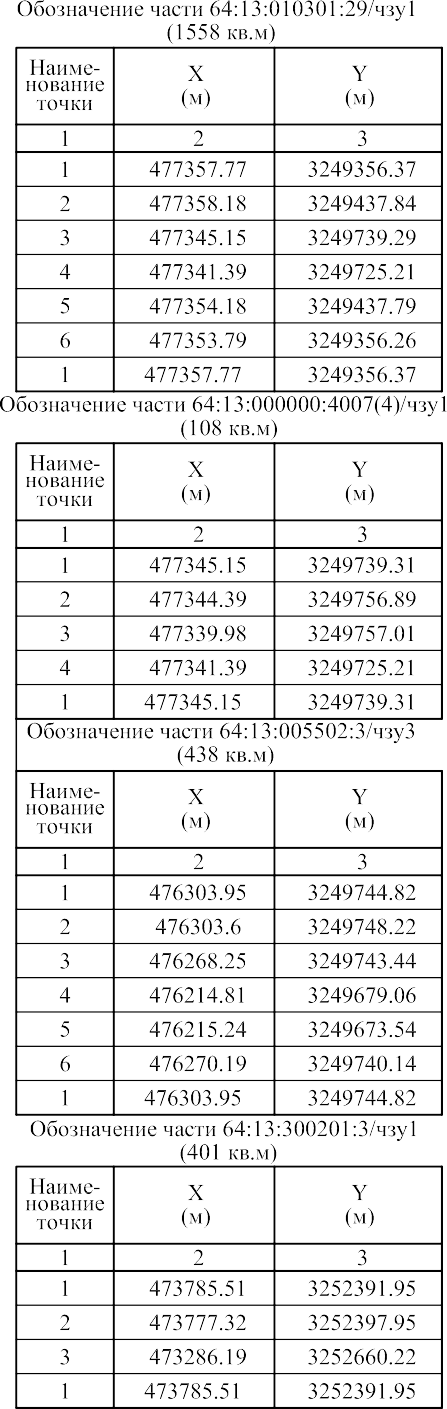 Обозначение части 64:13:010301:29/чзу1
(1558 кв.м)
Наиме-
нование
точки
X
(м)
Y
(м)
1 2 3
1 477357.77 3249356.37
2 477358.18 3249437.84
3 477345.15 3249739.29
4 477341.39 3249725.21
5 477354.18 3249437.79
6 477353.79 3249356.26
1 477357.77 3249356.37
Обозначение части 64:13:000000:4007(4)/чзу1
(108 кв.м)
Наиме-
нование
точки
X
(м)
Y
(м)
1 2 3
1 477345.15 3249739.31
2 477344.39 3249756.89
3 477339.98 3249757.01
4 477341.39 3249725.21
1 477345.15 3249739.31
Обозначение части 64:13:005502:3/чзу3
(438 кв.м)
Наиме-
нование
точки
X
(м)
Y
(м)
1 2 3
1 476303.95 3249744.82
2 476303.6 3249748.22
3 476268.25 3249743.44
4 476214.81 3249679.06
5 476215.24 3249673.54
6 476270.19 3249740.14
1 476303.95 3249744.82
Обозначение части 64:13:300201:3/чзу1
(401 кв.м)
Наиме-
нование
точки
X
(м)
Y
(м)
1 2 3
1 473785.51 3252391.95
2 473777.32 3252397.95
3 473286.19 3252660.22
1 473785.51 3252391.95